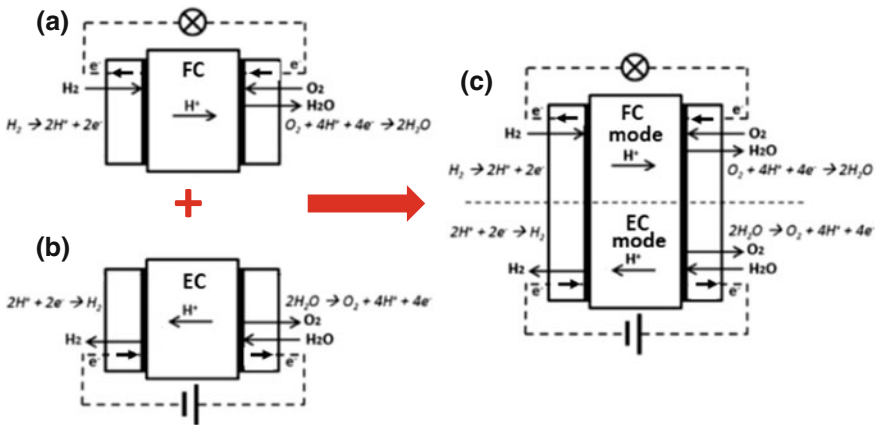 (a)
e⁻
FC
e⁻
H₂
O₂
H⁺
H2O
H₂ → 2H⁺ + 2e⁻
O₂ + 4H⁺ + 4e⁻ → 2H₂O
+
(b)
EC
2H⁺ + 2e⁻ → H₂
2H₂O → O₂ + 4H⁺ + 4e⁻
H⁺
O₂
H₂
H2O
e⁻
e⁻
(c)
e⁻
FC
mode
e⁻
H₂
O₂
H⁺
H2O
H₂ → 2H⁺ + 2e⁻
O₂ + 4H⁺ + 4e⁻ → 2H₂O
2H⁺ + 2e⁻ → H₂
EC
mode
2H₂O → O₂ + 4H⁺ + 4e⁻
O₂
H⁺
H₂
H2O
e⁻
e⁻